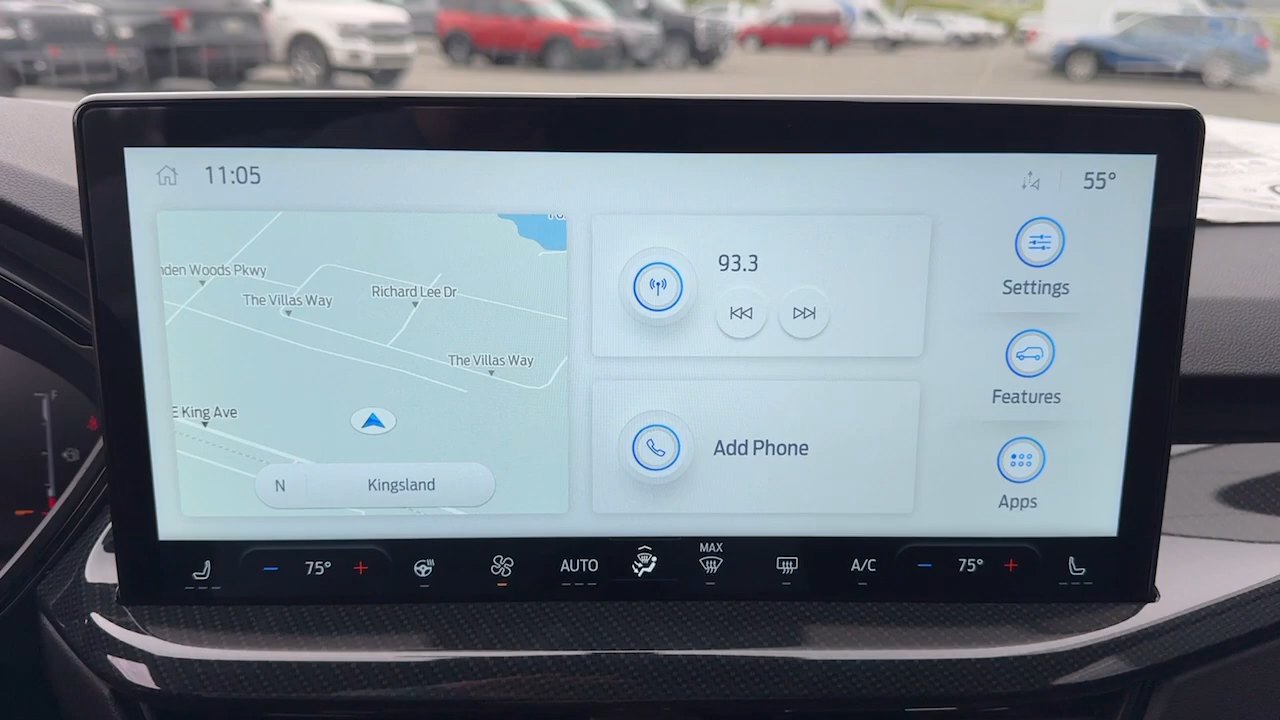 11:05
55°
nden Woods Pkwy
The Villas Way
Richard Lee Dr
The Villas Way
E King Ave
N Kingsland
93.3
Add Phone
Settings
Features
Apps
75°
AUTO
MAX
A/C
75°
F